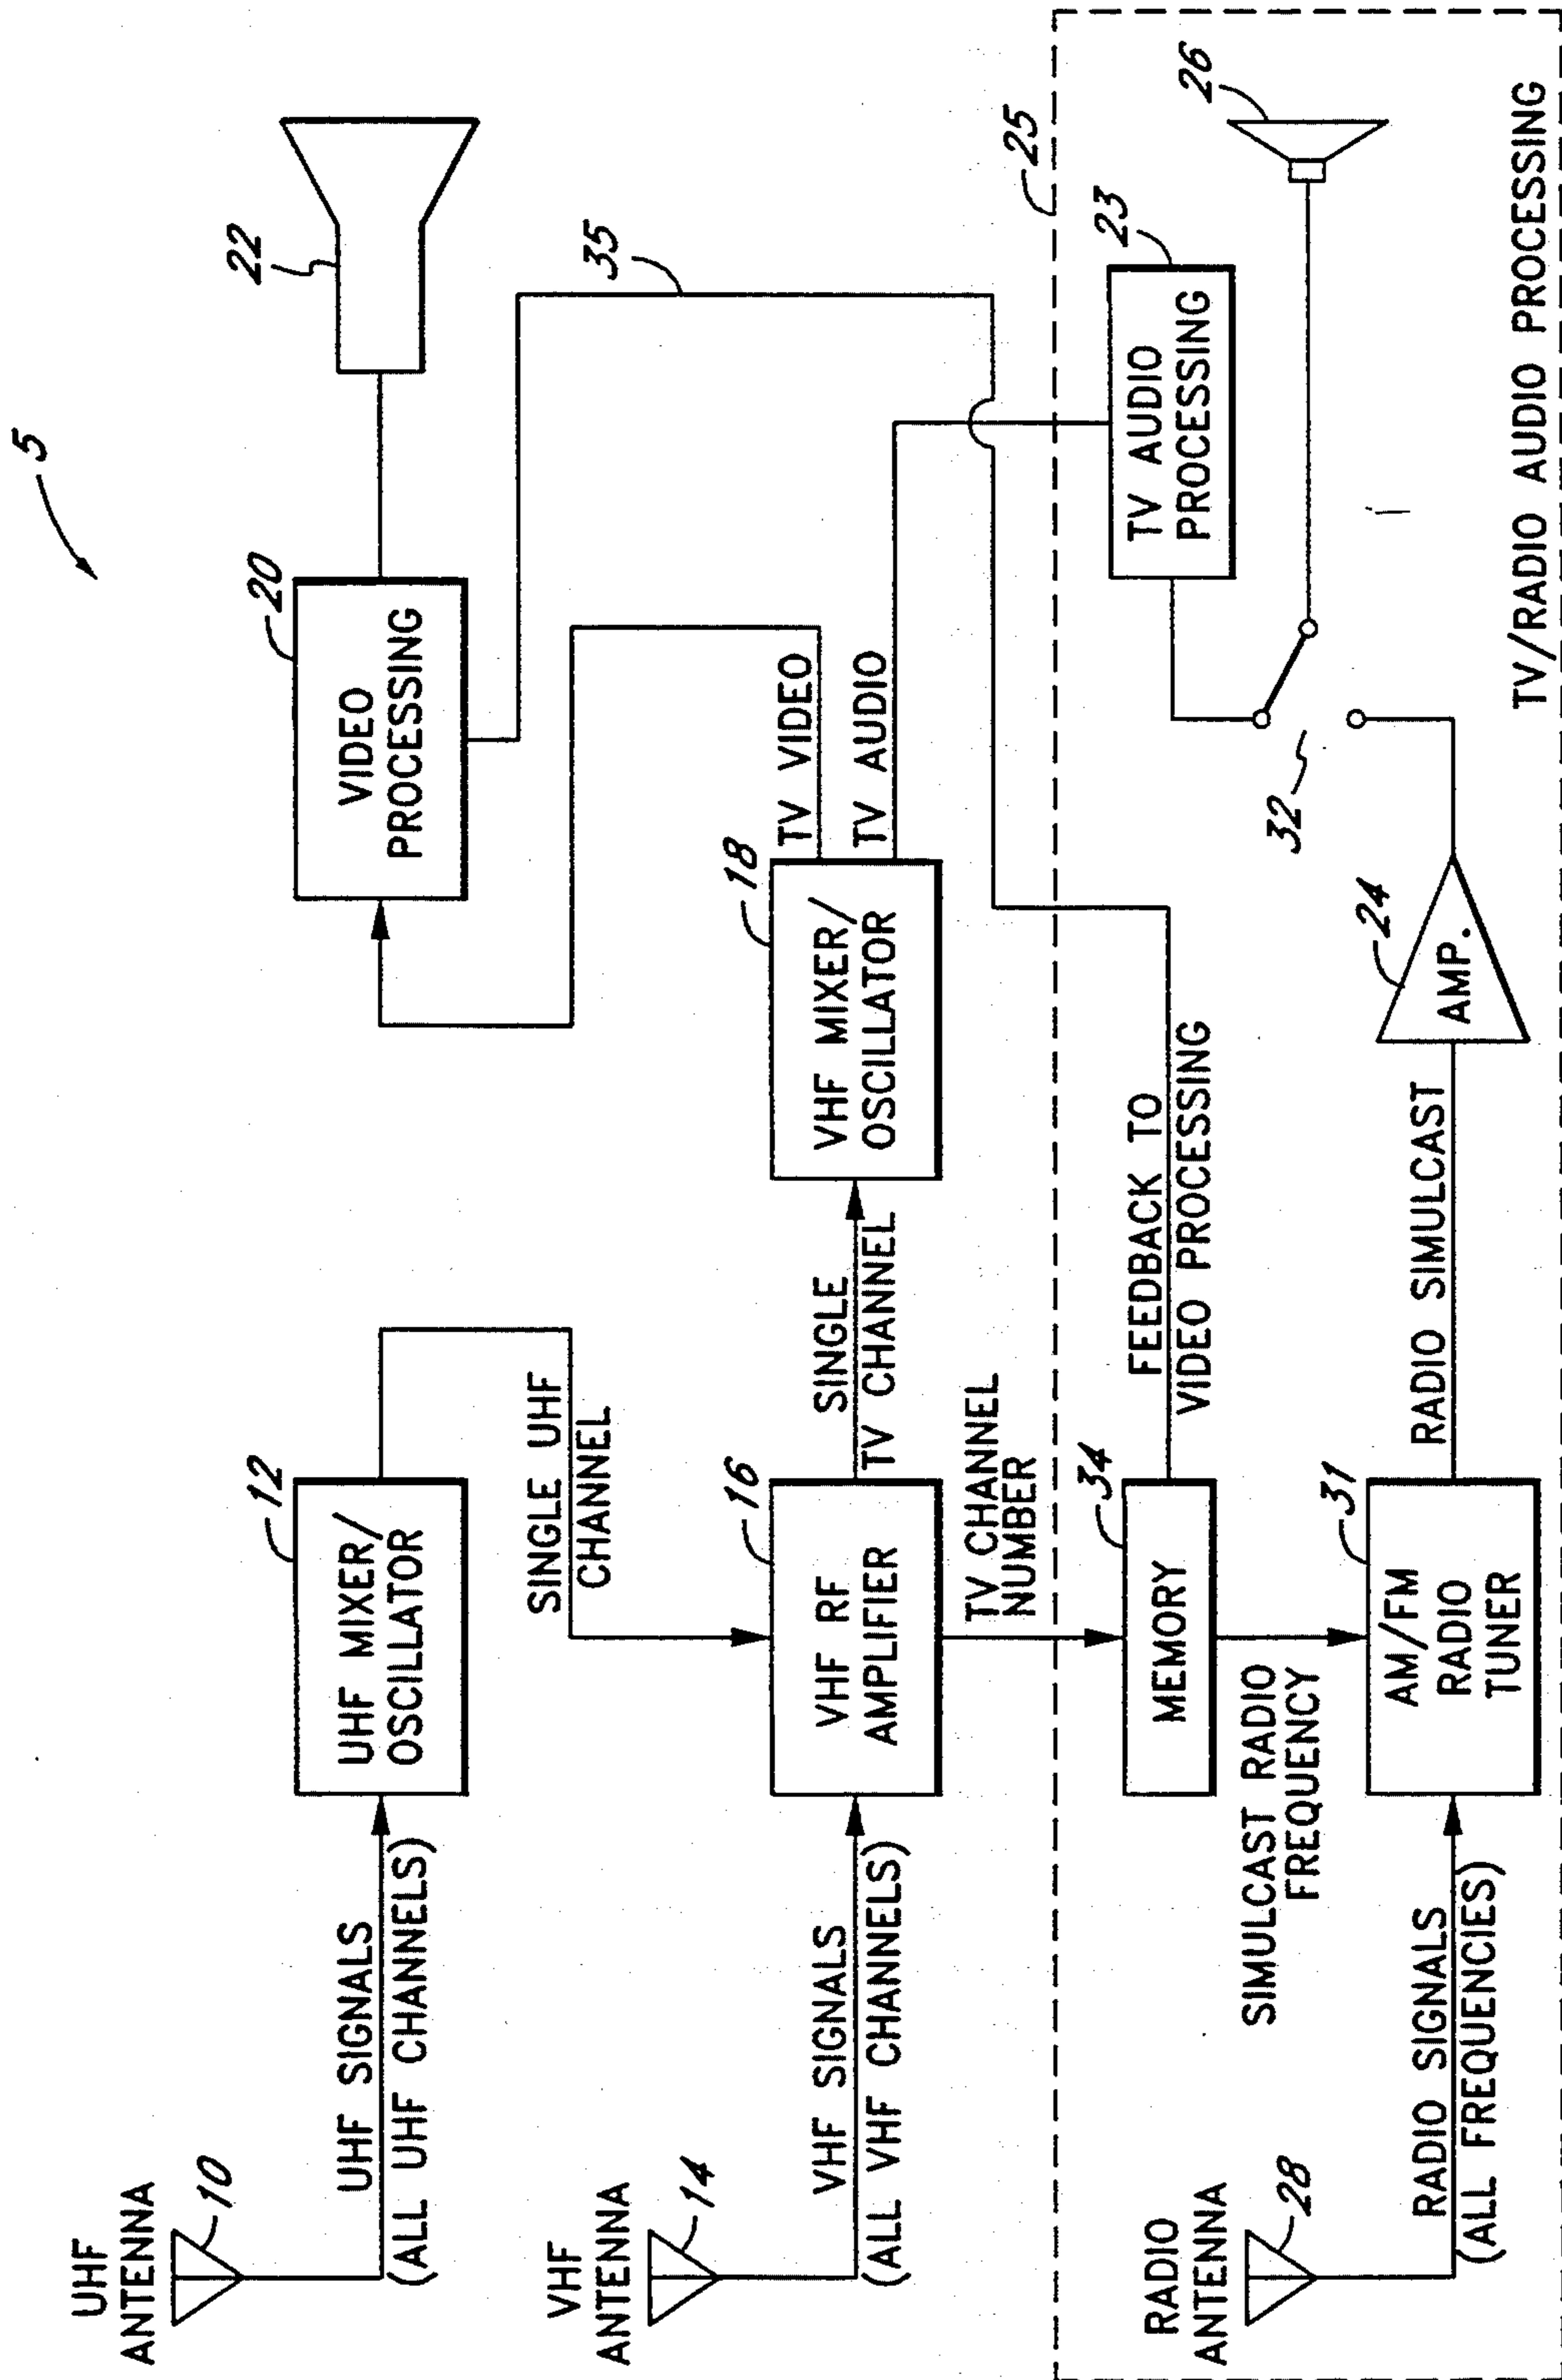 5
UHF
ANTENNA
10
UHF SIGNALS
(ALL UHF CHANNELS)
12
UHF MIXER/
OSCILLATOR
SINGLE UHF
CHANNEL
20
VIDEO
PROCESSING
22
35
VHF
ANTENNA
14
VHF SIGNALS
(ALL VHF CHANNELS)
16
VHF RF
AMPLIFIER
SINGLE
TV CHANNEL
18
VHF MIXER/
OSCILLATOR
TV VIDEO
TV AUDIO
TV CHANNEL
NUMBER
25
34
MEMORY
FEEDBACK TO
VIDEO PROCESSING
23
TV AUDIO
PROCESSING
26
SIMULCAST RADIO
FREQUENCY
32
RADIO
ANTENNA
28
RADIO SIGNALS
(ALL FREQUENCIES)
31
AM/FM
RADIO
TUNER
RADIO SIMULCAST
24
AMP.
TV/RADIO AUDIO PROCESSING